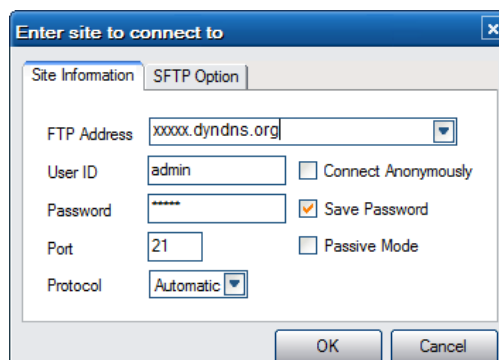 Enter site to connect to
Site Information SFTP Option
FTP Address xxxxx.dyndns.org
User ID admin Connect Anonymously
Password ***** Save Password
Port 21 Passive Mode
Protocol Automatic
OK Cancel